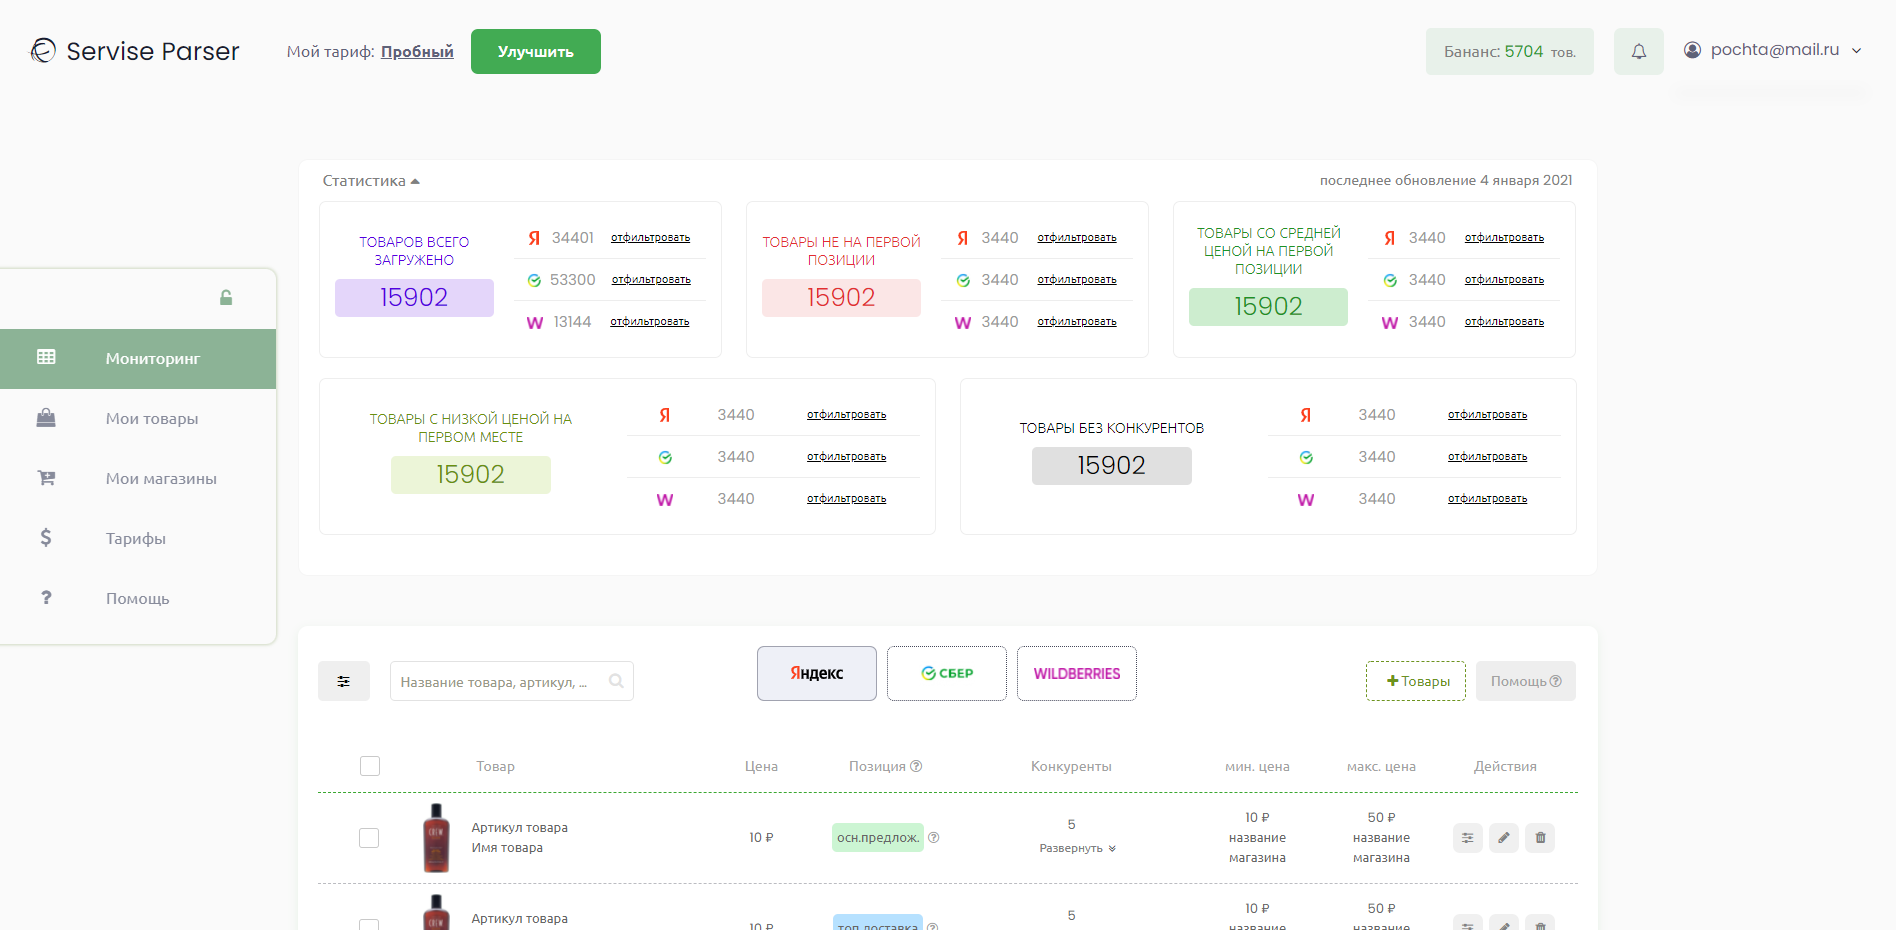 Servise Parser
Мой тариф: Пробный
Улучшить
Бананс: 5704 тов.
pochta@mail.ru
Мониторинг
Мои товары
Мои магазины
Тарифы
Помощь
Статистика
последнее обновление 4 января 2021
ТОВАРОВ ВСЕГО
ЗАГРУЖЕНО
15902
Я 34401 отфильтровать
53300 отфильтровать
W 13144 отфильтровать
ТОВАРЫ НЕ НА ПЕРВОЙ
ПОЗИЦИИ
15902
Я 3440 отфильтровать
3440 отфильтровать
W 3440 отфильтровать
ТОВАРЫ СО СРЕДНЕЙ
ЦЕНОЙ НА ПЕРВОЙ
ПОЗИЦИИ
15902
Я 3440 отфильтровать
3440 отфильтровать
W 3440 отфильтровать
ТОВАРЫ С НИЗКОЙ ЦЕНОЙ НА
ПЕРВОМ МЕСТЕ
15902
Я 3440 отфильтровать
3440 отфильтровать
W 3440 отфильтровать
ТОВАРЫ БЕЗ КОНКУРЕНТОВ
15902
Я 3440 отфильтровать
3440 отфильтровать
W 3440 отфильтровать
Название товара, артикул, ...
Яндекс
СБЕР
WILDBERRIES
+Товары
Помощь
Товар
Цена
Позиция
Конкуренты
мин. цена
макс. цена
Действия
CREW
Артикул товара
Имя товара
10 ₽
осн.предлож.
5
Развернуть
10 ₽
название
магазина
50 ₽
название
магазина
CREW
Артикул товара
10 ₽
топ доставка
5
10 ₽
название
50 ₽
название